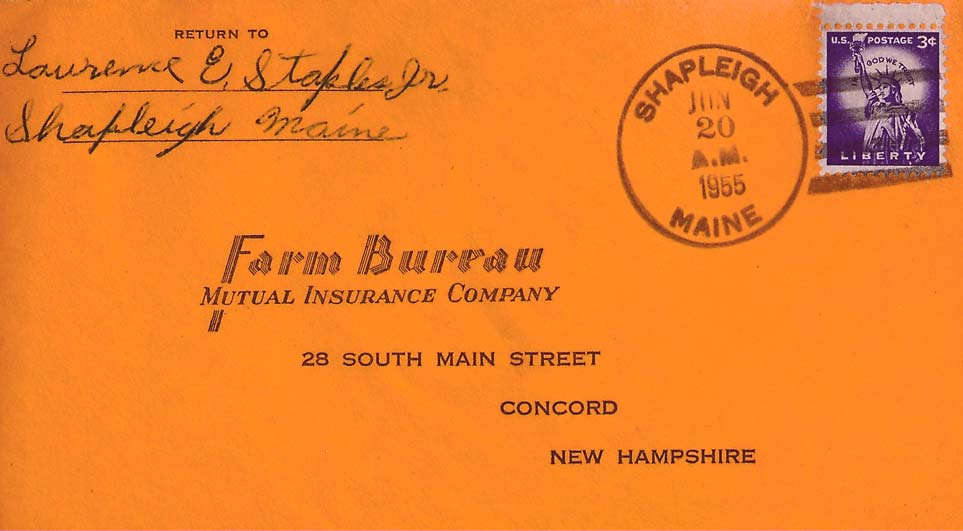 RETURN TO
Laurence E. Staples, Jr.
Shapleigh Maine
U.S. POSTAGE 3¢
IN GOD WE TRUST
LIBERTY
SHAPLEIGH
JUN
20
A.M.
1955
MAINE
Farm Bureau
MUTUAL INSURANCE COMPANY
28 SOUTH MAIN STREET
CONCORD
NEW HAMPSHIRE